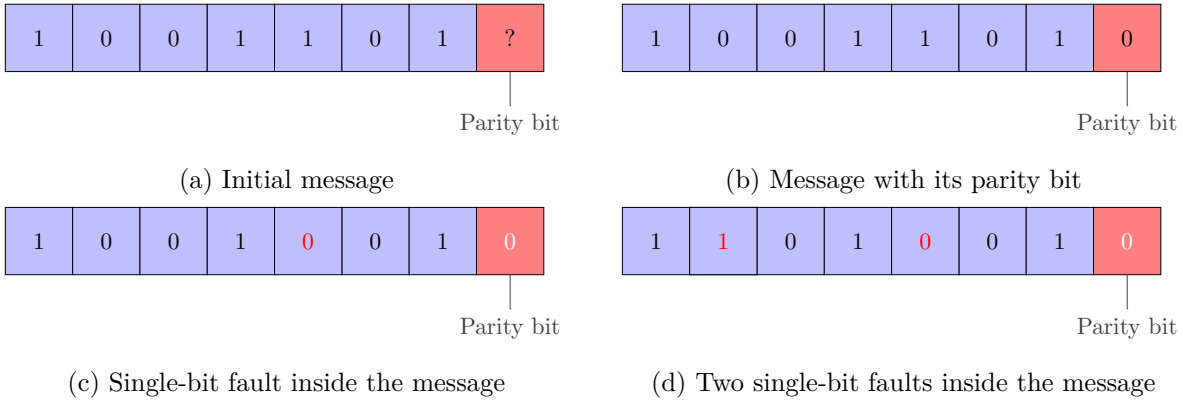 1 0 0 1 1 0 1 ?
Parity bit
(a) Initial message
1 0 0 1 1 0 1 0
Parity bit
(b) Message with its parity bit
1 0 0 1 0 0 1 0
Parity bit
(c) Single-bit fault inside the message
1 1 0 1 0 0 1 0
Parity bit
(d) Two single-bit faults inside the message